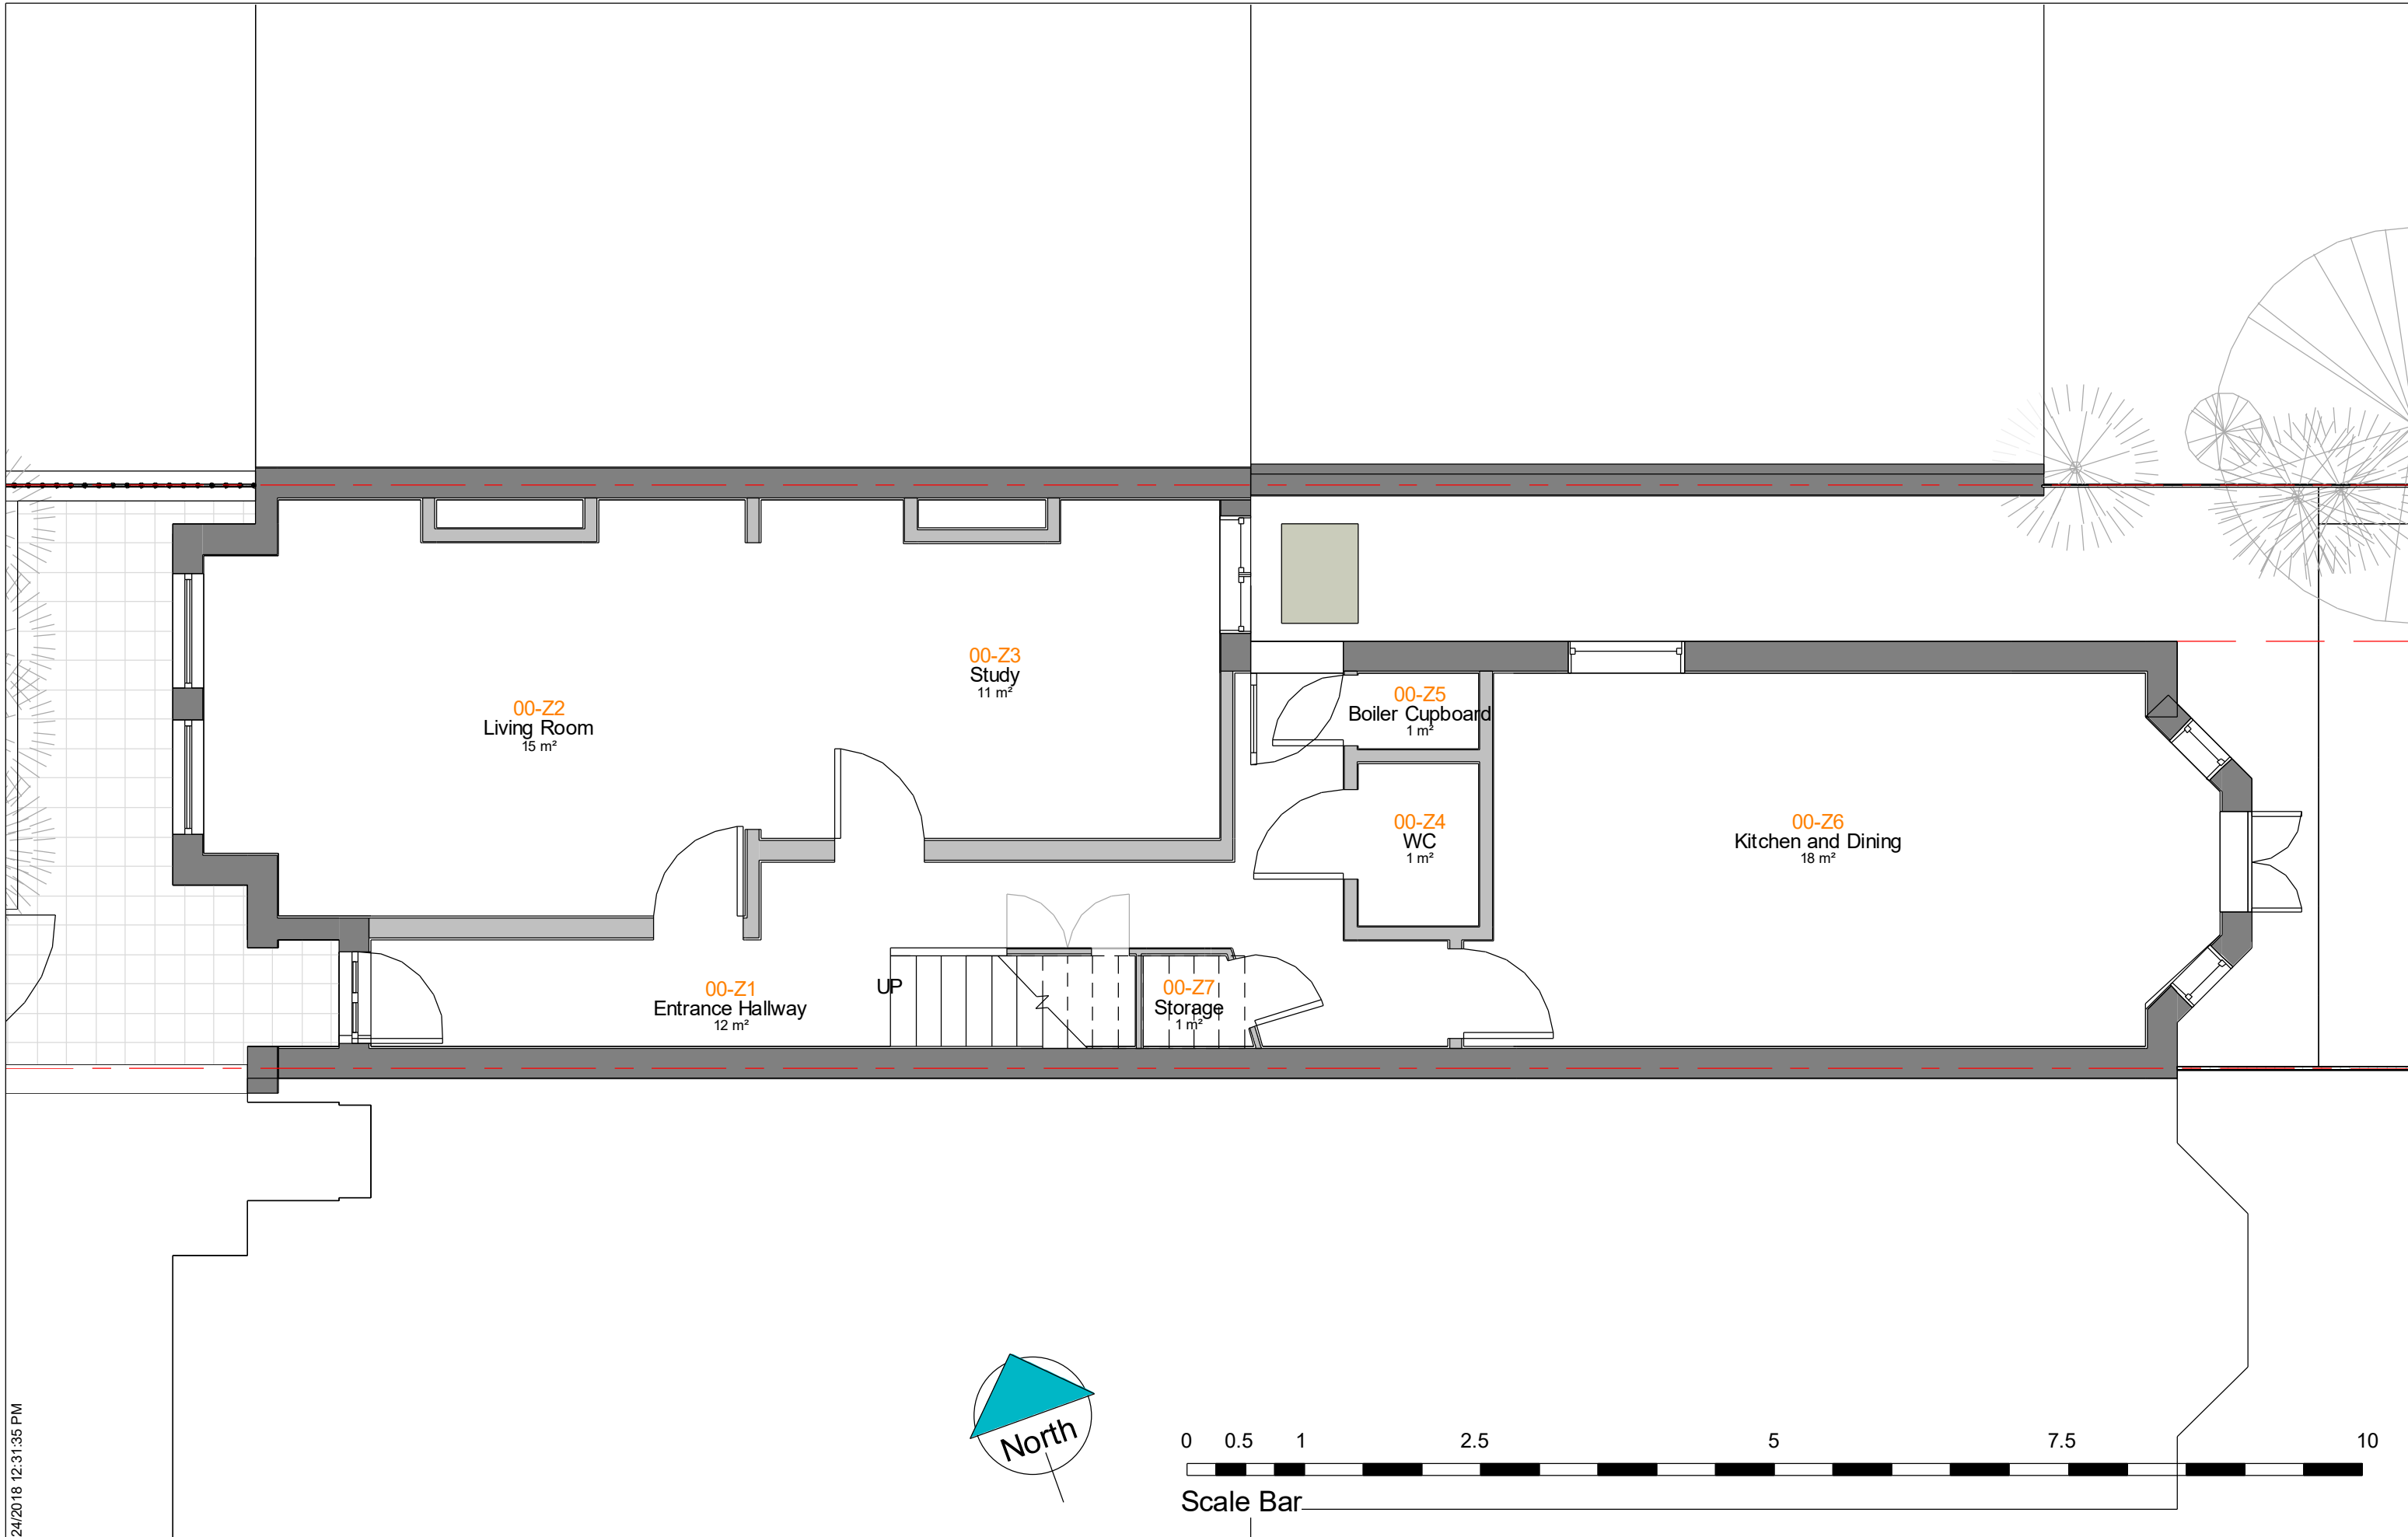 00-Z3
Study
11 m²
00-Z2
Living Room
15 m²
00-Z5
Boiler Cupboard
1 m²
00-Z4
WC
1 m²
00-Z6
Kitchen and Dining
18 m²
00-Z1
Entrance Hallway
12 m²
UP
00-Z7
Storage
1 m²
North
0 0.5 1 2.5 5 7.5 10
Scale Bar
24/2018 12:31:35 PM